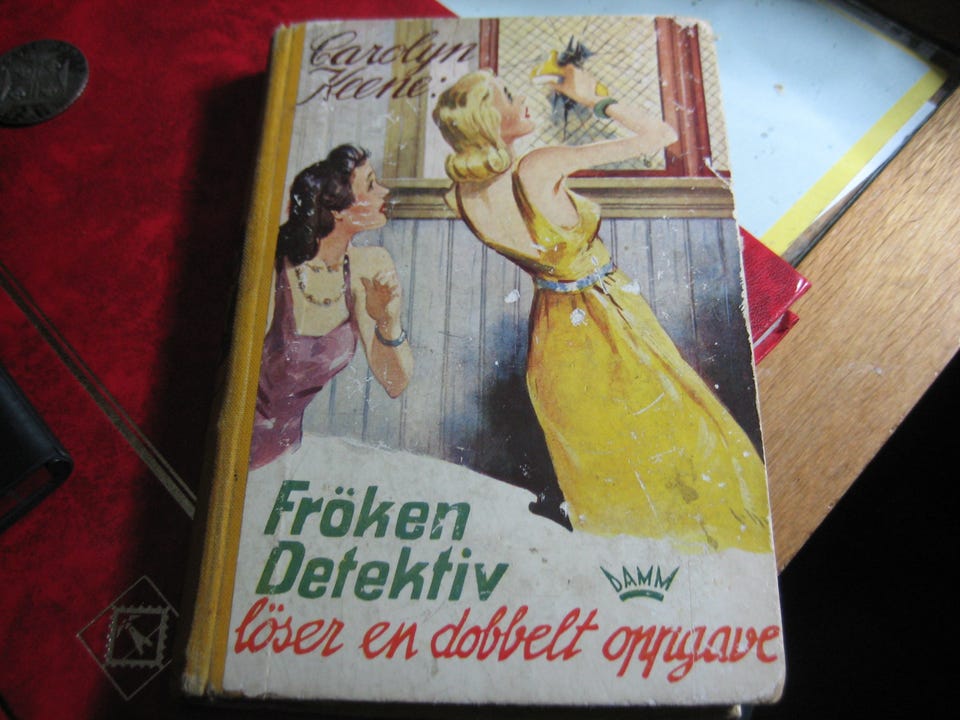 Carolyn
Keene:
Fröken
Detektiv
DAMM
löser en dobbelt oppgave